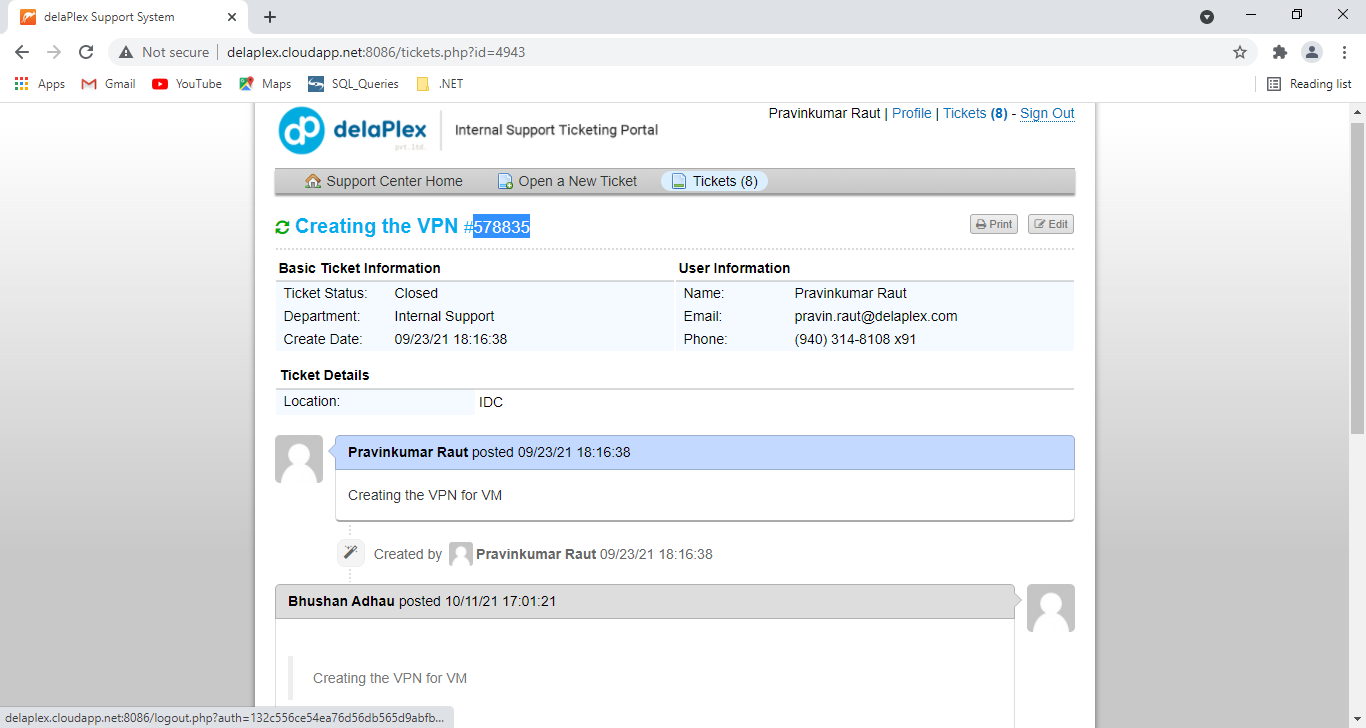 delaPlex Support System
Not secure | delaplex.cloudapp.net:8086/tickets.php?id=4943
Apps Gmail YouTube Maps SQL_Queries .NET Reading list
delaPlex pvt.ltd. Internal Support Ticketing Portal
Pravinkumar Raut | Profile | Tickets (8) - Sign Out
Support Center Home Open a New Ticket Tickets (8)
Creating the VPN #578835 Print Edit
Basic Ticket Information User Information
Ticket Status: Closed Name: Pravinkumar Raut
Department: Internal Support Email: pravin.raut@delaplex.com
Create Date: 09/23/21 18:16:38 Phone: (940) 314-8108 x91
Ticket Details
Location: IDC
Pravinkumar Raut posted 09/23/21 18:16:38
Creating the VPN for VM
Created by Pravinkumar Raut 09/23/21 18:16:38
Bhushan Adhau posted 10/11/21 17:01:21
Creating the VPN for VM
delaplex.cloudapp.net:8086/logout.php?auth=132c556ce54ea76d56db565d9abfb...